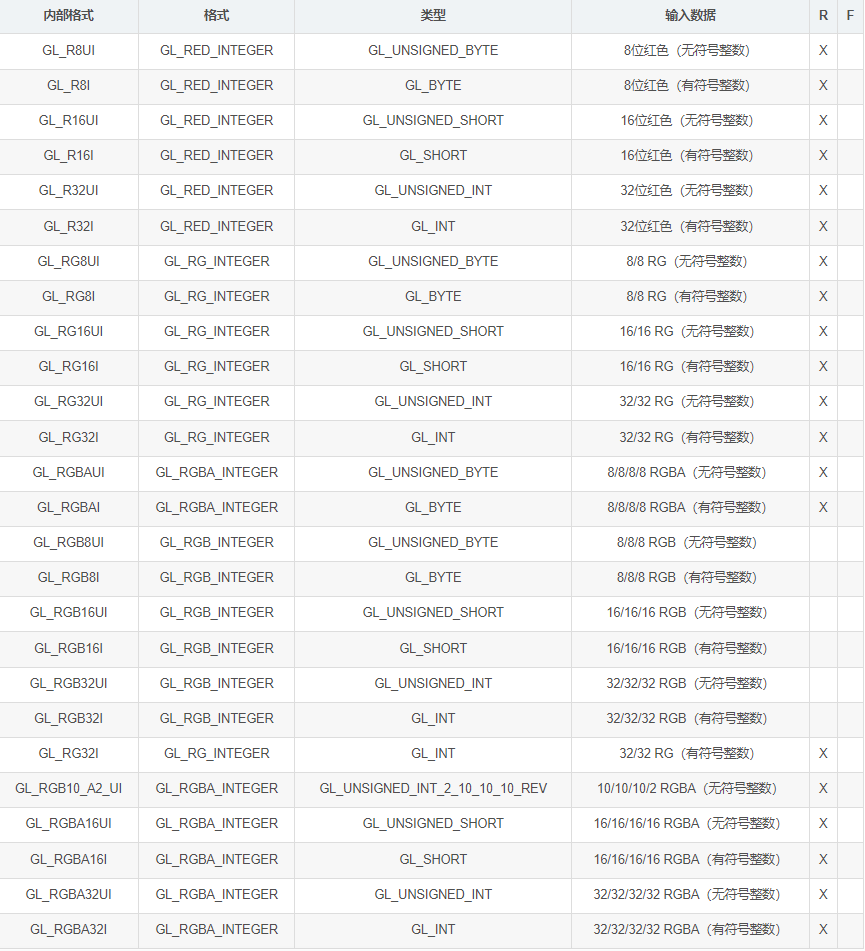 内部格式 格式 类型 输入数据 R F
GL_R8UI GL_RED_INTEGER GL_UNSIGNED_BYTE 8位红色（无符号整数） X
GL_R8I GL_RED_INTEGER GL_BYTE 8位红色（有符号整数） X
GL_R16UI GL_RED_INTEGER GL_UNSIGNED_SHORT 16位红色（无符号整数） X
GL_R16I GL_RED_INTEGER GL_SHORT 16位红色（有符号整数） X
GL_R32UI GL_RED_INTEGER GL_UNSIGNED_INT 32位红色（无符号整数） X
GL_R32I GL_RED_INTEGER GL_INT 32位红色（有符号整数） X
GL_RG8UI GL_RG_INTEGER GL_UNSIGNED_BYTE 8/8 RG（无符号整数） X
GL_RG8I GL_RG_INTEGER GL_BYTE 8/8 RG（有符号整数） X
GL_RG16UI GL_RG_INTEGER GL_UNSIGNED_SHORT 16/16 RG（无符号整数） X
GL_RG16I GL_RG_INTEGER GL_SHORT 16/16 RG（有符号整数） X
GL_RG32UI GL_RG_INTEGER GL_UNSIGNED_INT 32/32 RG（无符号整数） X
GL_RG32I GL_RG_INTEGER GL_INT 32/32 RG（有符号整数） X
GL_RGBAUI GL_RGBA_INTEGER GL_UNSIGNED_BYTE 8/8/8/8 RGBA（无符号整数） X
GL_RGBAI GL_RGBA_INTEGER GL_BYTE 8/8/8/8 RGBA（有符号整数） X
GL_RGB8UI GL_RGB_INTEGER GL_UNSIGNED_BYTE 8/8/8 RGB（无符号整数）
GL_RGB8I GL_RGB_INTEGER GL_BYTE 8/8/8 RGB（有符号整数）
GL_RGB16UI GL_RGB_INTEGER GL_UNSIGNED_SHORT 16/16/16 RGB（无符号整数）
GL_RGB16I GL_RGB_INTEGER GL_SHORT 16/16/16 RGB（有符号整数）
GL_RGB32UI GL_RGB_INTEGER GL_UNSIGNED_INT 32/32/32 RGB（无符号整数）
GL_RGB32I GL_RGB_INTEGER GL_INT 32/32/32 RGB（有符号整数）
GL_RG32I GL_RG_INTEGER GL_INT 32/32 RG（有符号整数） X
GL_RGB10_A2_UI GL_RGBA_INTEGER GL_UNSIGNED_INT_2_10_10_10_REV 10/10/10/2 RGBA（无符号整数） X
GL_RGBA16UI GL_RGBA_INTEGER GL_UNSIGNED_SHORT 16/16/16/16 RGBA（无符号整数） X
GL_RGBA16I GL_RGBA_INTEGER GL_SHORT 16/16/16/16 RGBA（有符号整数） X
GL_RGBA32UI GL_RGBA_INTEGER GL_UNSIGNED_INT 32/32/32/32 RGBA（无符号整数） X
GL_RGBA32I GL_RGBA_INTEGER GL_INT 32/32/32/32 RGBA（有符号整数） X